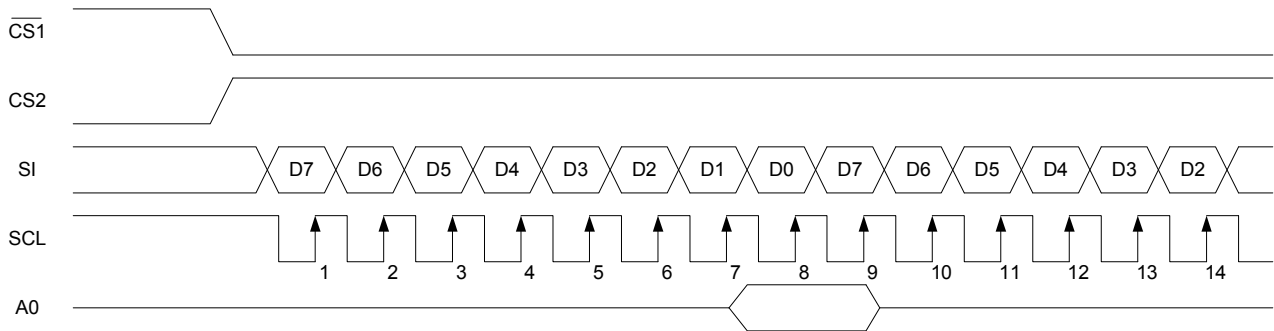 C̅S̅1̅
CS2
SI D7 D6 D5 D4 D3 D2 D1 D0 D7 D6 D5 D4 D3 D2
SCL
1 2 3 4 5 6 7 8 9 10 11 12 13 14
A0